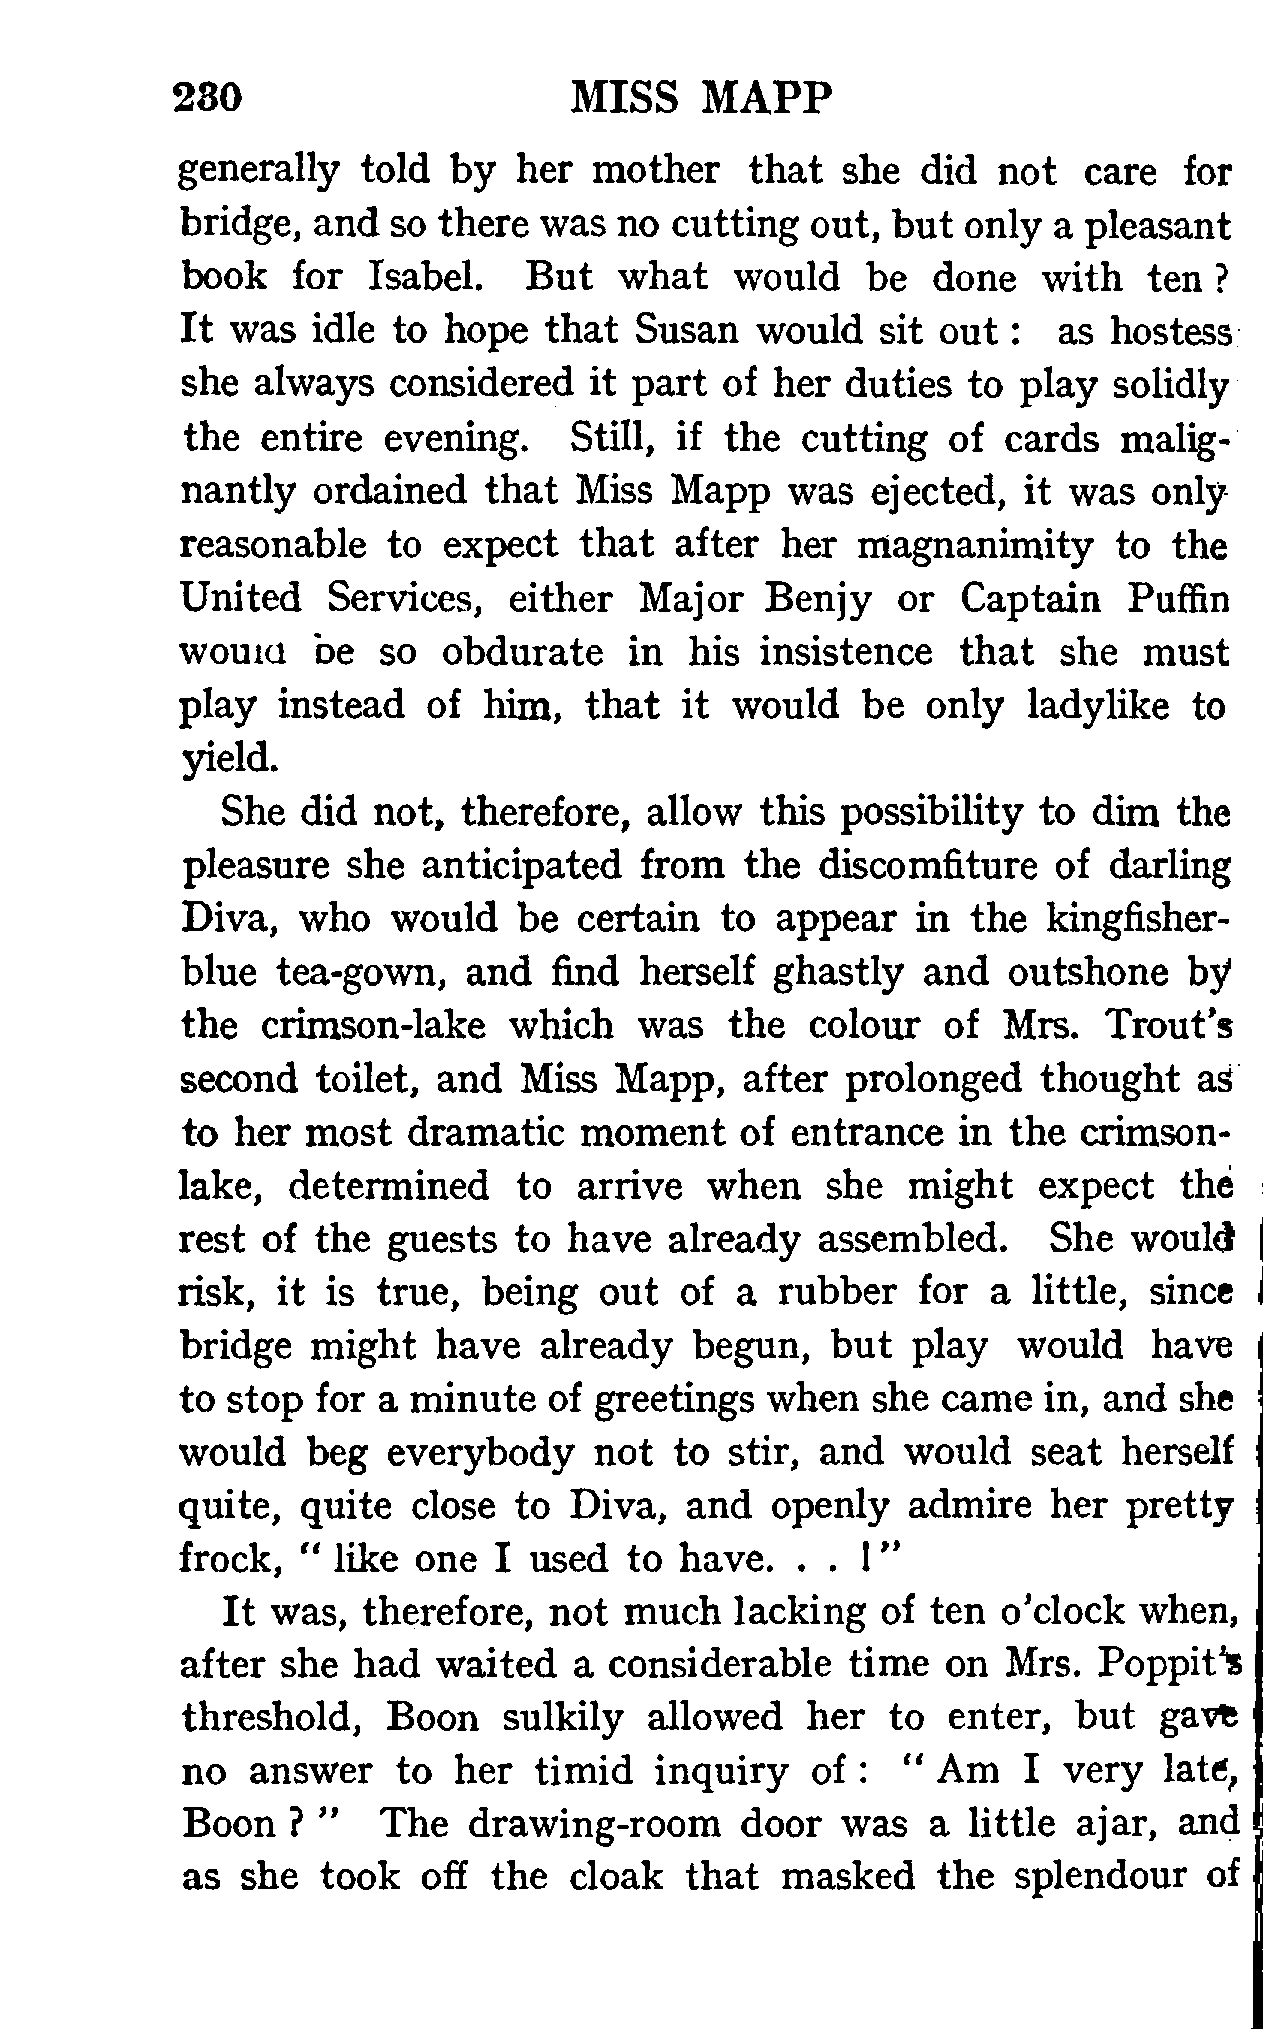 230 MISS MAPP
generally told by her mother that she did not care for
bridge, and so there was no cutting out, but only a pleasant
book for Isabel. But what would be done with ten ?
It was idle to hope that Susan would sit out : as hostess
she always considered it part of her duties to play solidly
the entire evening. Still, if the cutting of cards malig-
nantly ordained that Miss Mapp was ejected, it was only
reasonable to expect that after her magnanimity to the
United Services, either Major Benjy or Captain Puffin
would be so obdurate in his insistence that she must
play instead of him, that it would be only ladylike to
yield.
She did not, therefore, allow this possibility to dim the
pleasure she anticipated from the discomfiture of darling
Diva, who would be certain to appear in the kingfisher-
blue tea-gown, and find herself ghastly and outshone by
the crimson-lake which was the colour of Mrs. Trout's
second toilet, and Miss Mapp, after prolonged thought as
to her most dramatic moment of entrance in the crimson-
lake, determined to arrive when she might expect the
rest of the guests to have already assembled. She would
risk, it is true, being out of a rubber for a little, since
bridge might have already begun, but play would have
to stop for a minute of greetings when she came in, and she
would beg everybody not to stir, and would seat herself
quite, quite close to Diva, and openly admire her pretty
frock, " like one I used to have. . . ! "
It was, therefore, not much lacking of ten o'clock when,
after she had waited a considerable time on Mrs. Poppit's
threshold, Boon sulkily allowed her to enter, but gave
no answer to her timid inquiry of : " Am I very late,
Boon ? " The drawing-room door was a little ajar, and
as she took off the cloak that masked the splendour of